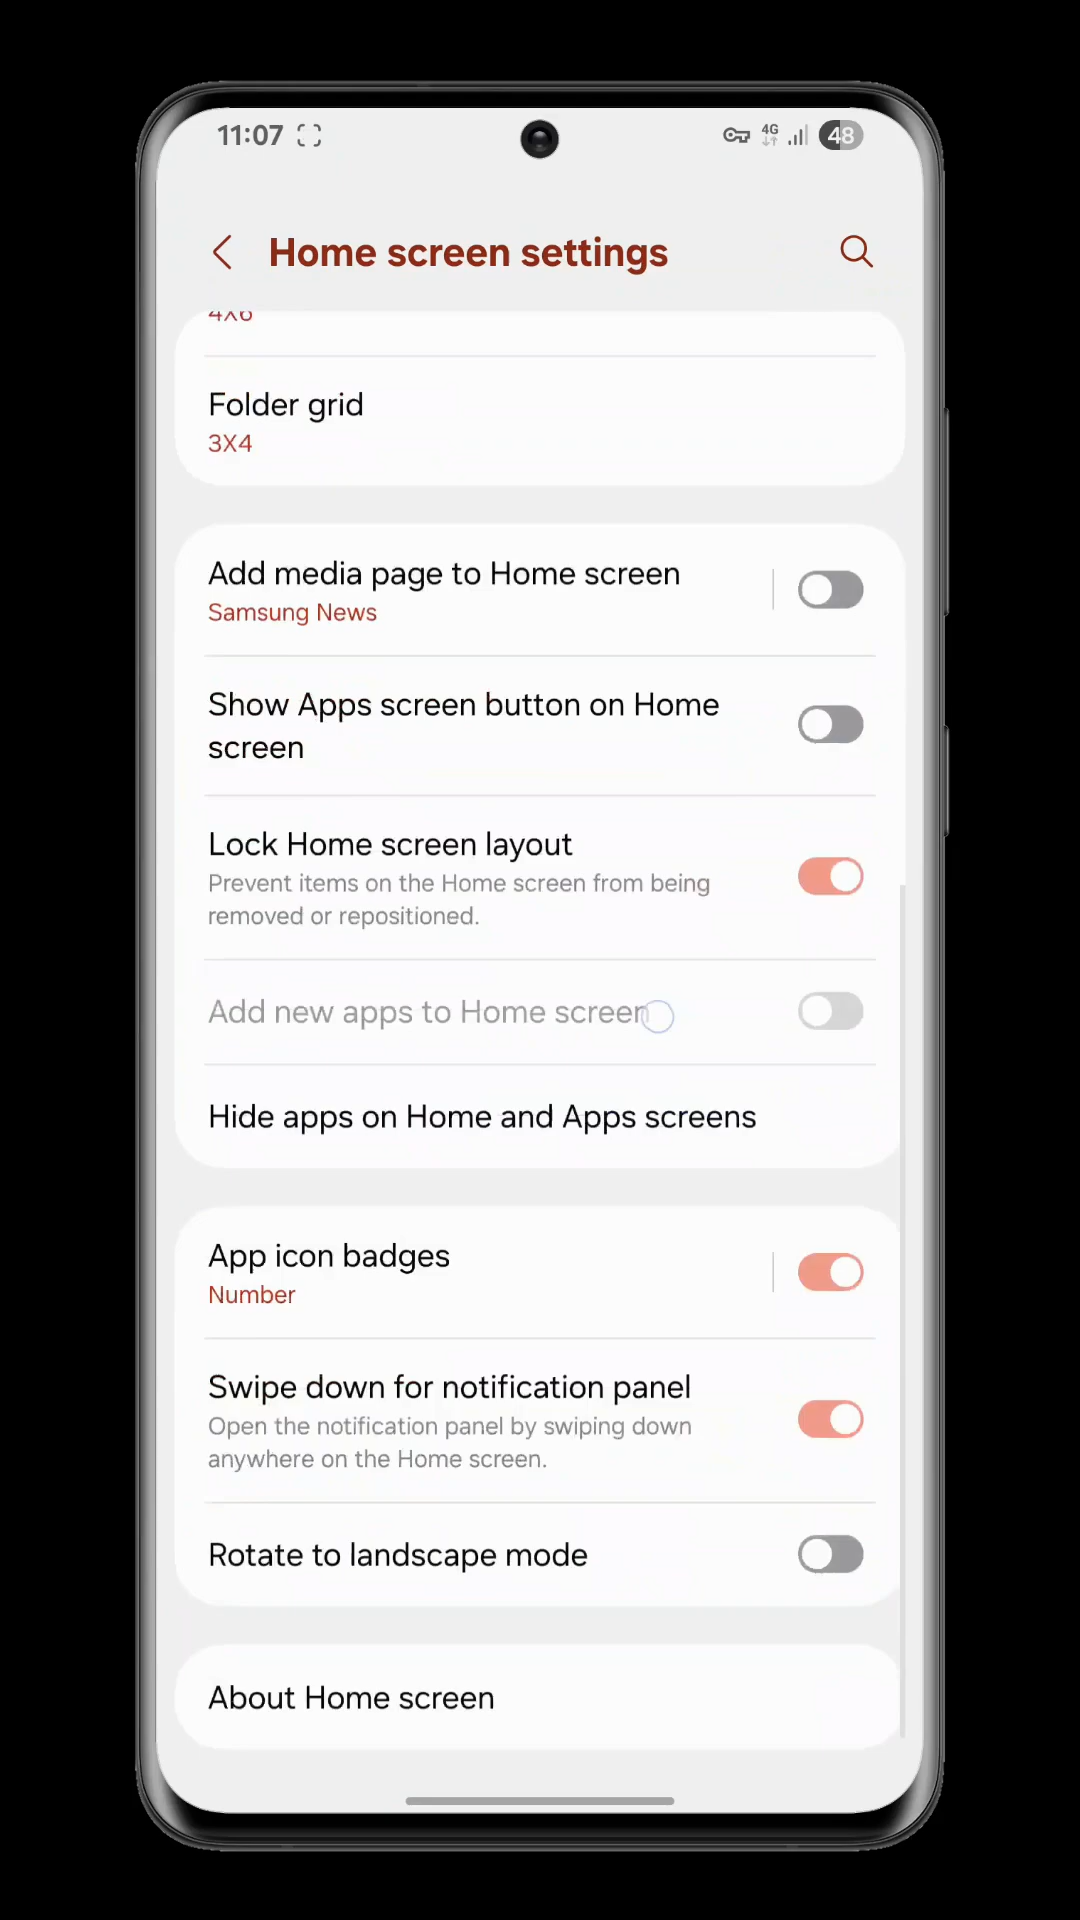 11:07
4G
48
Home screen settings
4X6
Folder grid
3X4
Add media page to Home screen
Samsung News
Show Apps screen button on Home
screen
Lock Home screen layout
Prevent items on the Home screen from being
removed or repositioned.
Add new apps to Home screen
Hide apps on Home and Apps screens
App icon badges
Number
Swipe down for notification panel
Open the notification panel by swiping down
anywhere on the Home screen.
Rotate to landscape mode
About Home screen